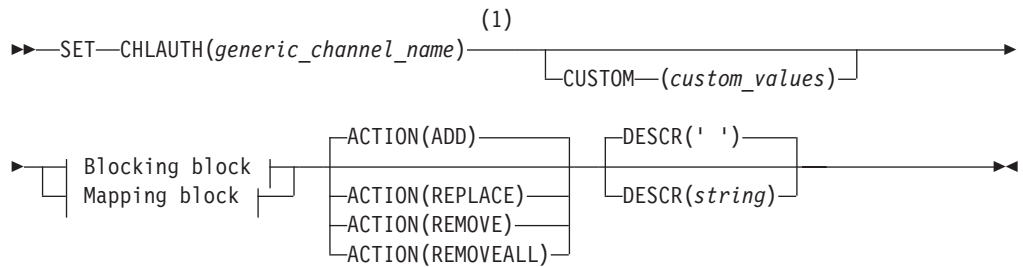 (1)
SET CHLAUTH(generic_channel_name)
CUSTOM (custom_values)
Blocking block
Mapping block
ACTION(ADD)
ACTION(REPLACE)
ACTION(REMOVE)
ACTION(REMOVEALL)
DESCR(' ')
DESCR(string)